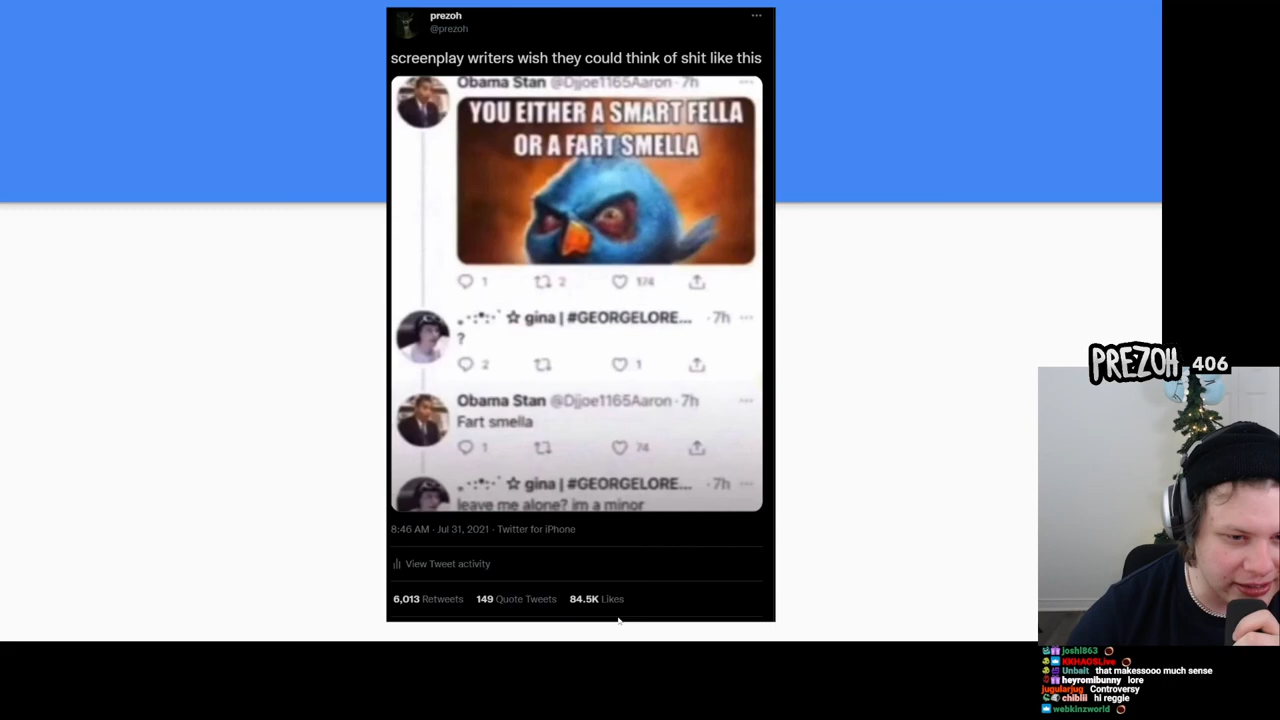 prezoh
@prezoh
screenplay writers wish they could think of shit like this
Obama Stan @Djjoe1165Aaron · 7h
YOU EITHER A SMART FELLA
OR A FART SMELLA
1 2 174
gina | #GEORGELORE... · 7h
?
2 1
Obama Stan @Djjoe1165Aaron · 7h
Fart smella
1 74
gina | #GEORGELORE... · 7h
leave me alone? im a minor
8:46 AM · Jul 31, 2021 · Twitter for iPhone
View Tweet activity
6,013 Retweets 149 Quote Tweets 84.5K Likes
PREZOH 406
joshl863
KKHAOSLive
Unbait that makessooo much sense
heyromibunny lore
jugularjug Controversy
chibiii hi reggie
webkinzworld